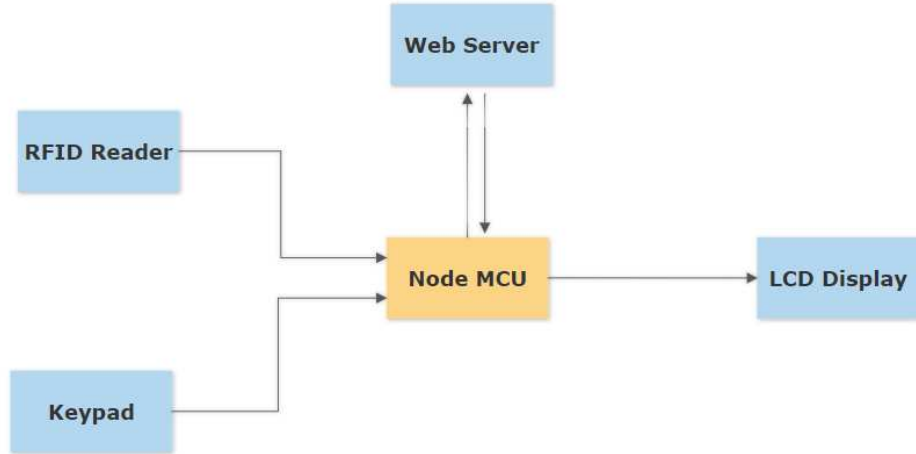 Web Server
RFID Reader
Node MCU
LCD Display
Keypad